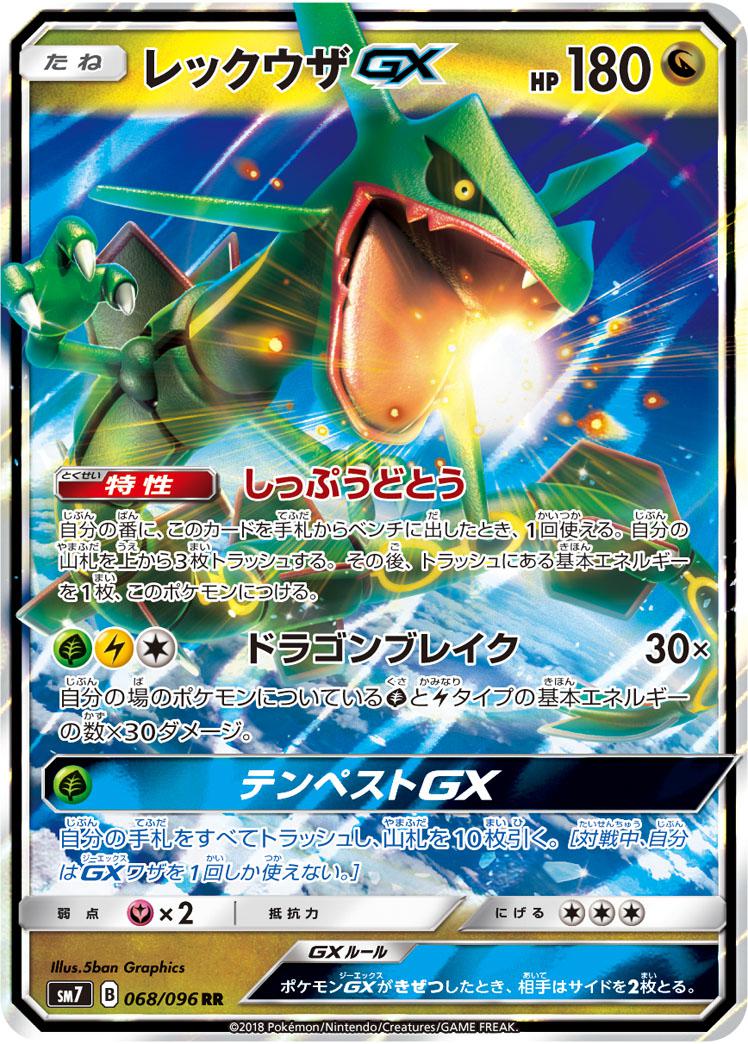 たね レックウザGX HP 180
とくせい
特性 しっぷうどとう
自分の番に、このカードを手札からベンチに出したとき、1回使える。自分の
山札を上から3枚トラッシュする。その後、トラッシュにある基本エネルギー
を1枚、このポケモンにつける。
ドラゴンブレイク 30×
自分の場のポケモンについているとタイプの基本エネルギー
の数×30ダメージ。
テンペストGX
自分の手札をすべてトラッシュし、山札を10枚引く。[対戦中、自分
はGXワザを1回しか使えない。]
弱点 ×2 抵抗力 にげる
Illus.5ban Graphics
GXルール
ポケモンGXがきぜつしたとき、相手はサイドを2枚とる。
SM7 B 068/096 RR
©2018 Pokémon/Nintendo/Creatures/GAME FREAK.